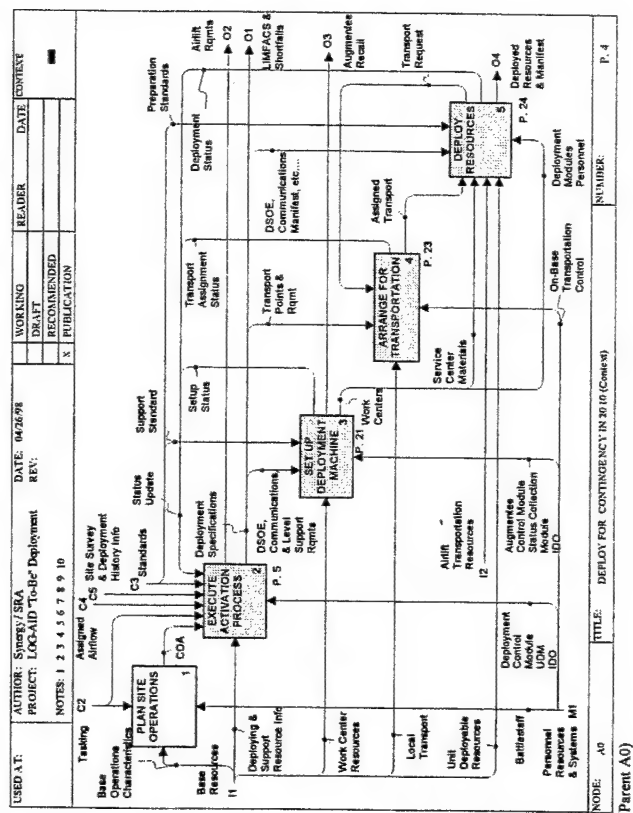 USED AT:
AUTHOR: Synergy / SRA
PROJECT: LOG-AID "To-Be" Deployment
NOTES: 1 2 3 4 5 6 7 8 9 10
DATE: 04/26/98
REV:
WORKING
DRAFT
RECOMMENDED
X PUBLICATION
READER
DATE
CONTEXT
Tasking
C2
Assigned
Airflow
C4
C5
Site Survey
& Deployment
History Info
C3
Standards
Status
Update
Support
Standard
Setup
Status
Transport
Assignment
Status
Deployment
Status
Preparation
Standards
Airlift
Rqmts
O2
O1
LIMFACS &
Shortfalls
O3
Augmentee
Recall
Transport
Request
O4
Deployed
Resources
& Manifest
Base
Operations
Characteristics
PLAN SITE
OPERATIONS
1
COA
Base
Resources
I1
EXECUTE
ACTIVATION
PROCESS
2
P. 5
Deployment
Specifications
DSOE,
Communications,
& Level
Support
Rqmts
Transport
Points &
Rqmt
DSOE,
Communications
Manifest, etc....
Deploying &
Support
Resource Info
SET UP
DEPLOYMENT
MACHINE
3
P. 21
Work
Centers
Work Center
Resources
ARRANGE FOR
TRANSPORTATION
4
P. 23
Assigned
Transport
Local
Transport
Service
Center
Materials
DEPLOY
RESOURCES
5
P. 24
Unit
Deployable
Resources
Airlift
Transportation
Resources
I2
Battlestaff
Personnel
Resources
& Systems
M1
Deployment
Control
Module
UDM
IDO
Augmentee
Control Module
Status Collection
Module
IDO
On-Base
Transportation
Control
Deployment
Modules
Personnel
NODE: A0
TITLE: DEPLOY FOR CONTINGENCY IN 2010 (Context)
NUMBER:
P. 4
Parent A0)